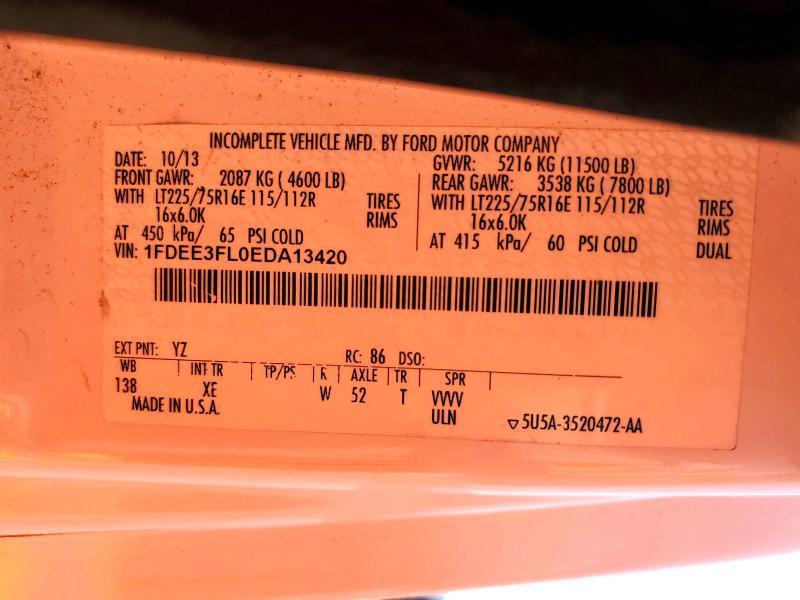 INCOMPLETE VEHICLE MFD. BY FORD MOTOR COMPANY
DATE: 10/13 GVWR: 5216 KG (11500 LB)
FRONT GAWR: 2087 KG ( 4600 LB) REAR GAWR: 3538 KG ( 7800 LB)
WITH LT225/75R16E 115/112R TIRES WITH LT225/75R16E 115/112R TIRES
16x6.0K RIMS 16x6.0K RIMS
AT 450 kPa/ 65 PSI COLD AT 415 kPa/ 60 PSI COLD DUAL
VIN: 1FDEE3FL0EDA13420
EXT PNT: YZ RC: 86 DSO:
WB INT TR TP/PS R AXLE TR SPR
138 XE W 52 T VVVV
MADE IN U.S.A. ULN ▽5U5A-3520472-AA